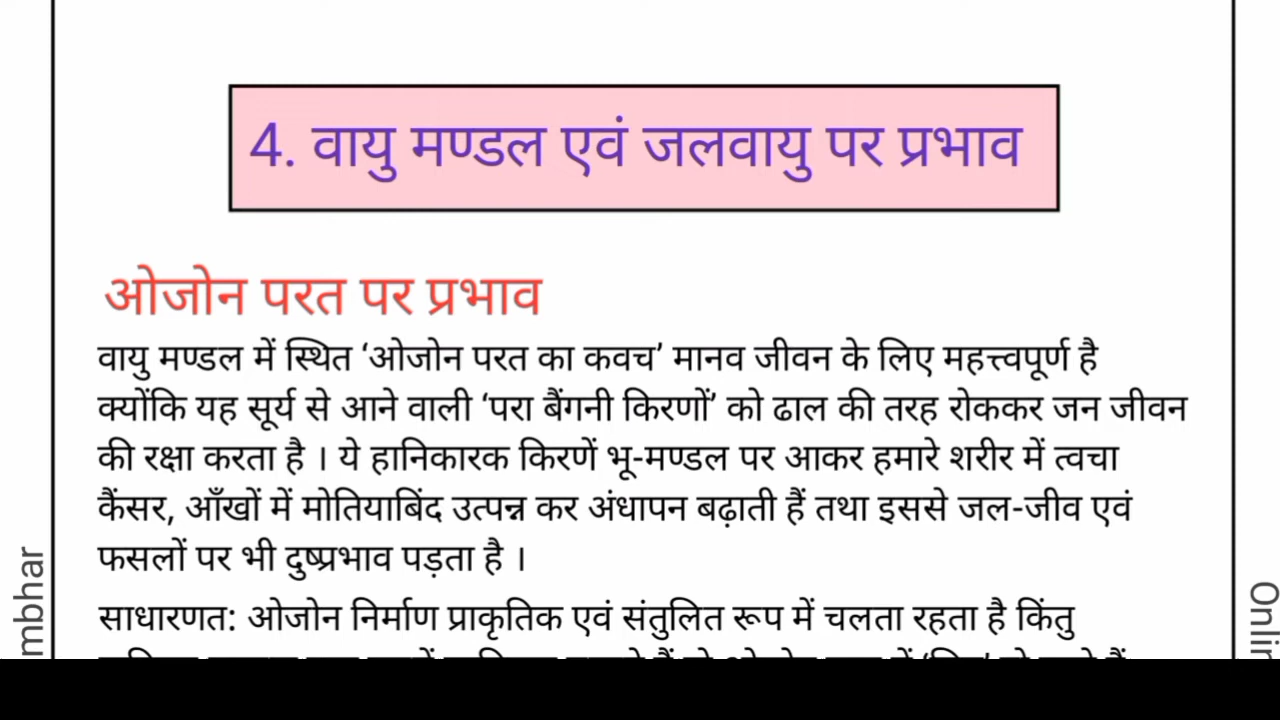 4. वायु मण्डल एवं जलवायु पर प्रभाव
ओजोन परत पर प्रभाव
वायु मण्डल में स्थित ‘ओजोन परत का कवच’ मानव जीवन के लिए महत्त्वपूर्ण है
क्योंकि यह सूर्य से आने वाली ‘परा बैंगनी किरणों’ को ढाल की तरह रोककर जन जीवन
की रक्षा करता है । ये हानिकारक किरणें भू-मण्डल पर आकर हमारे शरीर में त्वचा
कैंसर, आँखों में मोतियाबिंद उत्पन्न कर अंधापन बढ़ाती हैं तथा इससे जल-जीव एवं
फसलों पर भी दुष्प्रभाव पड़ता है ।
साधारणत: ओजोन निर्माण प्राकृतिक एवं संतुलित रूप में चलता रहता है किंतु
mbhar
Onlin